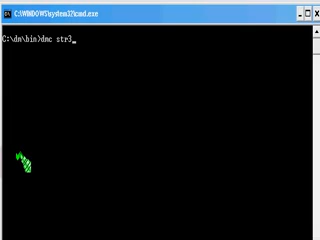 C:\WINDOWS\system32\cmd.exe
C:\dm\bin>dmc str3_